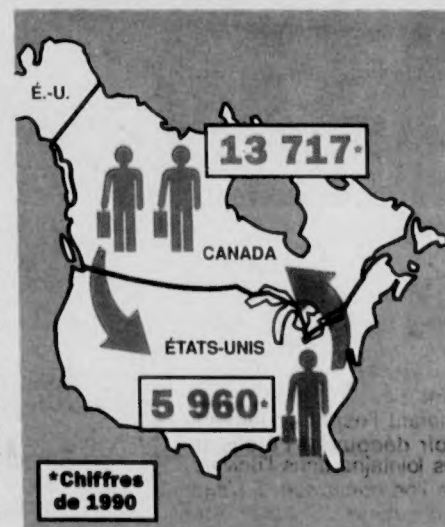 É.-U.
13 717*
CANADA
ÉTATS-UNIS
5 960*
*Chiffres
de 1990